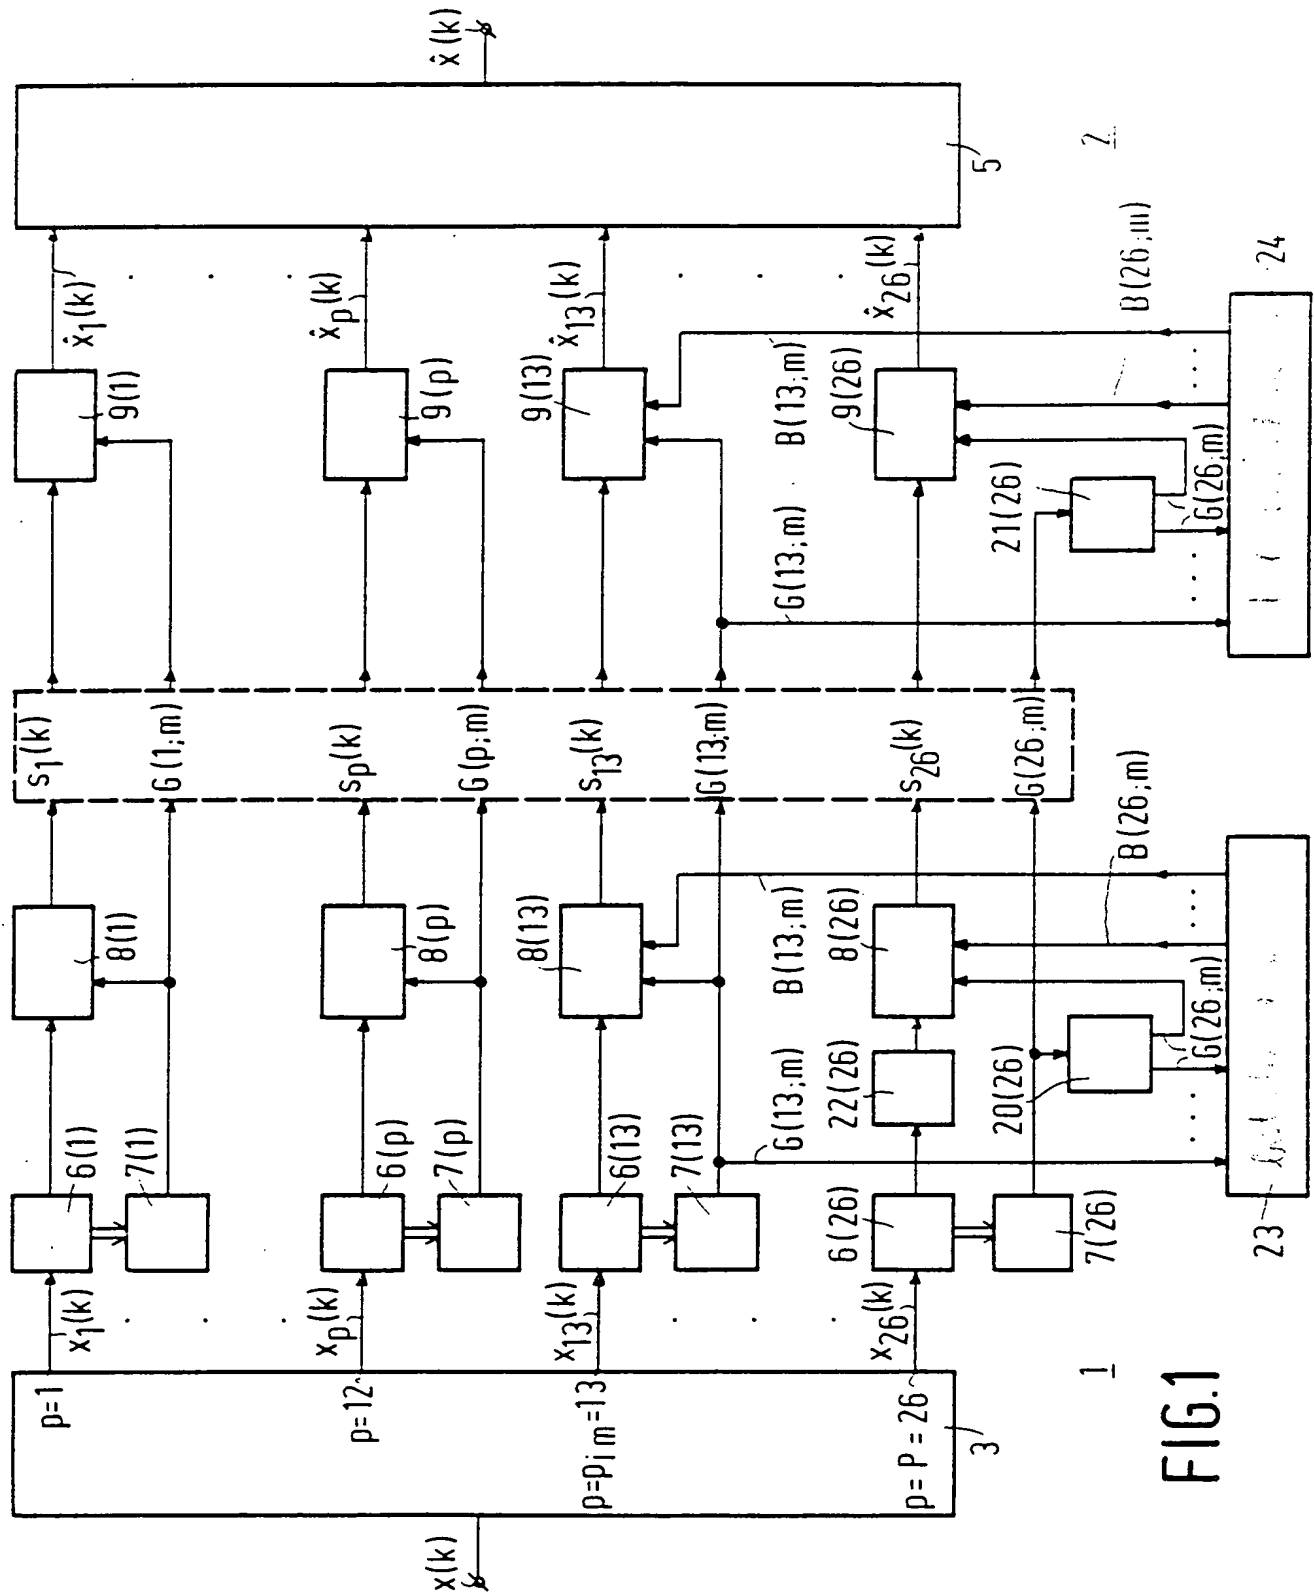 x(k)
3
p=1
p=12
p=pim=13
p=P=26
x1(k)
xp(k)
x13(k)
x26(k)
6(1)
7(1)
6(p)
7(p)
6(13)
7(13)
6(26)
7(26)
8(1)
8(p)
8(13)
22(26)
8(26)
20(26)
G(13;m)
B(13;m)
G(26;m)
B(26;m)
23
s1(k)
G(1;m)
sp(k)
G(p;m)
s13(k)
G(13;m)
s26(k)
G(26;m)
9(1)
9(p)
9(13)
9(26)
21(26)
G(13;m)
B(13;m)
G(26;m)
B(26;m)
24
x̂1(k)
x̂p(k)
x̂13(k)
x̂26(k)
5
x̂(k)
1
2
FIG.1